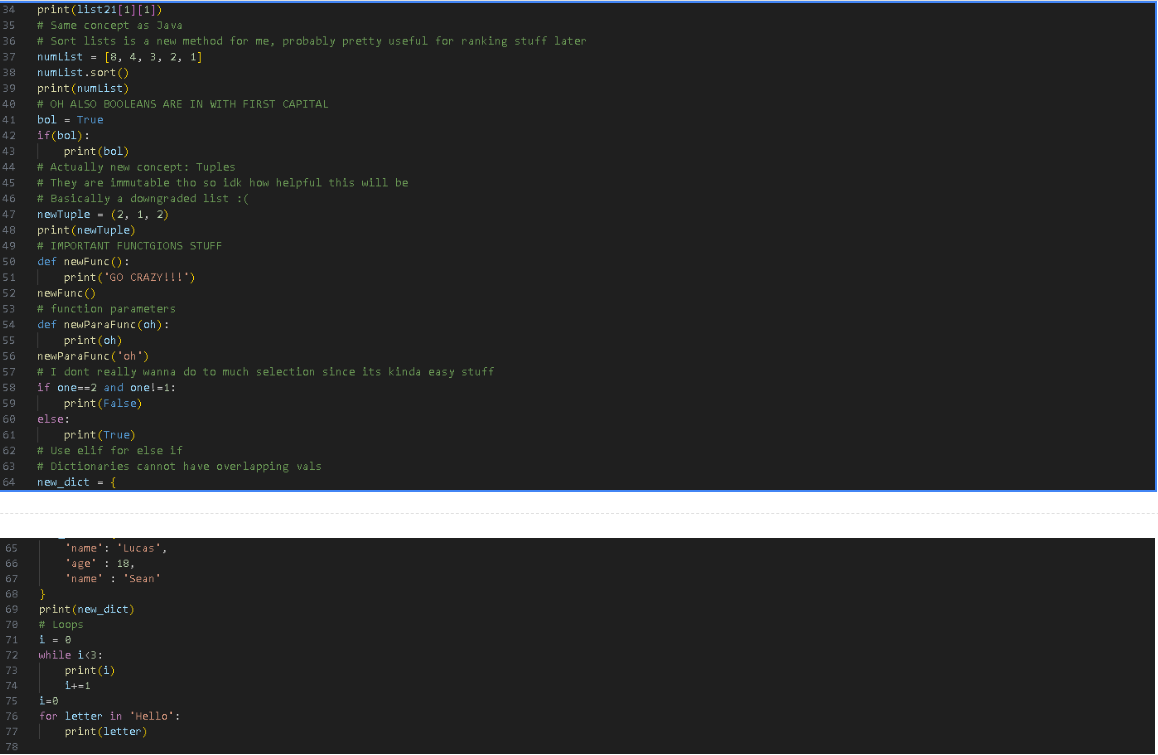 34 print(list21[1][1])
35 # Same concept as Java
36 # Sort lists is a new method for me, probably pretty useful for ranking stuff later
37 numList = [8, 4, 3, 2, 1]
38 numList.sort()
39 print(numList)
40 # OH ALSO BOOLEANS ARE IN WITH FIRST CAPITAL
41 bol = True
42 if(bol):
43     print(bol)
44 # Actually new concept: Tuples
45 # They are immutable tho so idk how helpful this will be
46 # Basically a downgraded list :(
47 newTuple = (2, 1, 2)
48 print(newTuple)
49 # IMPORTANT FUNCTGIONS STUFF
50 def newFunc():
51     print("GO CRAZY!!!")
52 newFunc()
53 # function parameters
54 def newParaFunc(oh):
55     print(oh)
56 newParaFunc("oh")
57 # I dont really wanna do to much selection since its kinda easy stuff
58 if one==2 and one!=1:
59     print(False)
60 else:
61     print(True)
62 # Use elif for else if
63 # Dictionaries cannot have overlapping vals
64 new_dict = {
65     "name": "Lucas",
66     "age" : 18,
67     "name" : "Sean"
68 }
69 print(new_dict)
70 # Loops
71 i = 0
72 while i<3:
73     print(i)
74     i+=1
75 i=0
76 for letter in "Hello":
77     print(letter)
78